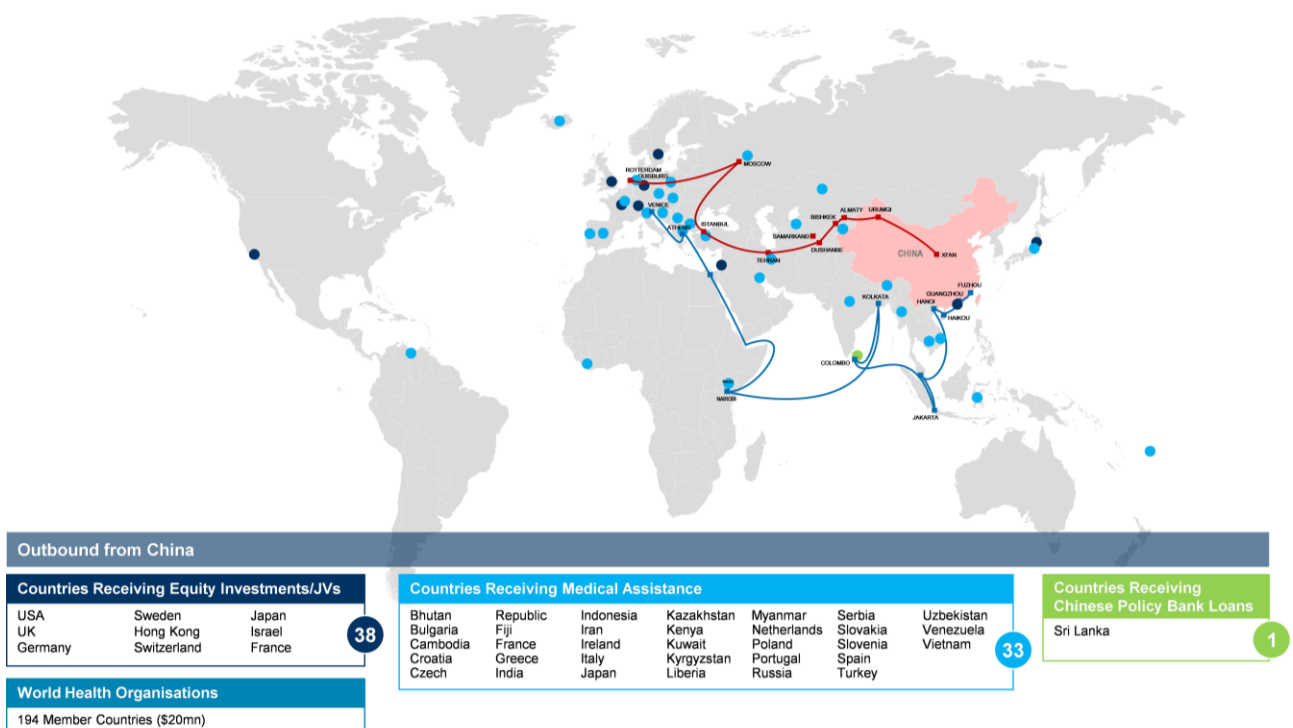 MOSCOW
ROTTERDAM
DUISBURG
VENICE
ATHENS
ISTANBUL
TEHRAN
SAMARKAND
DUSHANBE
BISHKEK
ALMATY
URUMQI
CHINA
XI'AN
FUZHOU
GUANGZHOU
HANOI
HAIKOU
KOLKATA
COLOMBO
JAKARTA
NAIROBI
Outbound from China
Countries Receiving Equity Investments/JVs
USA Sweden Japan
UK Hong Kong Israel
Germany Switzerland France
38
Countries Receiving Medical Assistance
Bhutan Republic Indonesia Kazakhstan Myanmar Serbia Uzbekistan
Bulgaria Fiji Iran Kenya Netherlands Slovakia Venezuela
Cambodia France Ireland Kuwait Poland Slovenia Vietnam
Croatia Greece Italy Kyrgyzstan Portugal Spain
Czech India Japan Liberia Russia Turkey
33
Countries Receiving
Chinese Policy Bank Loans
Sri Lanka
1
World Health Organisations
194 Member Countries ($20mn)